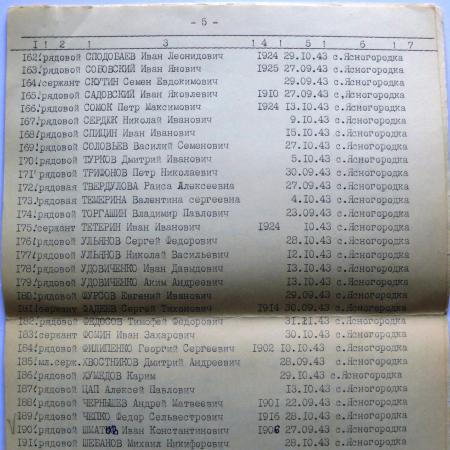 - 5 -
I ! 2 ! 3 ! 4 ! 5 ! 6 ! 7
162!рядовой СПОДОБАЕВ Иван Леонидович 1924 29.10.43 с.Ясногородка
163!рядовой СОБОВСКИЙ Иван Янович 1925 27.09.43 с.Ясногородка
164!сержант СКУТИН Семен Евдокимович 29.09.43 с.Ясногородка
165!рядовой САДОВСКИЙ Иван Яковлевич 1910 27.09.43 с.Ясногородка
166!рядовой СОМОК Петр Максимович 1924 13.10.43 с.Ясногородка
167!рядовой СЕРДЮК Николай Иванович 9.10.43 с.Ясногородка
168!рядовой СПИЦИН Иван Иванович 15.10.43 с.Ясногородка
169!рядовой СОЛОВЬЕВ Василий Семенович 27.10.43 с.Ясногородка
170!рядовой ТУРКОВ Дмитрий Иванович 5.10.43 с.Ясногородка
171!рядовой ТРИФОНОВ Петр Николаевич 30.09.43 с.Ясногородка
172!рядовая ТВЕРДУЛОВА Раиса Алексеевна 27.09.43 с.Ясногородка
173!рядовая ТЕМЕРИНА Валентина сергеевна 4.10.43 с.Ясногородка
174!рядовой ТОРГАШИН Владимир Павлович 23.09.43 с.Ясногородка
175!сержант ТЕТЕРИН Иван Иванович 1924 10.43 с.Ясногородка
176!рядовой УЛЬЯНОВ Сергей Федорович 28.10.43 с.Ясногородка
177!рядовой УЛЬЯНОВ Николай Васильевич 12.10.43 с.Ясногородка
178!рядовой УДОВИЧЕНКО Иван Давыдович 13.10.43 с.Ясногородка
179!рядовой УДОВИЧЕНКО Аким Андреевич 13.10.43 с.Ясногородка
180!рядовой ФУРСОВ Евгений Иванович 29.09.43 с.Ясногородка
181!сержант ФАДЕЕВ Сергей Тихонович 1914 30.09.43 с.Ясногородка
182!рядовой ФЕДОСОВ Тимофей Федорович 31. .43 с.Ясногородка
183!сержант ФОМИН Иван Захарович 30.10.43 с.Ясногородка
184!рядовой ФИЛИПЕНКО Георгий Сергеевич 1902 10.10.43 с.Ясногородка
185!мл.серж.ХВОСТНИКОВ Дмитрий Андреевич 28.09.43 с.Ясногородка
186!рядовой ХУМЕДОВ Карим 29.10.43 с.Ясногородка
187!рядовой ЦАП Алексей Павлович 13.10.43 с.Ясногородка
188!рядовой ЧЕРНЫШЕВ Андрей Матвеевич 1901 22.09.43 с.Ясногородка
189!рядовой ЧЕПКО Федор Сельвестрович 1916 28.10.43 с.Ясногородка
190!рядовой Иван Константинович 1906 27.09.43 с.Ясногородка
191!рядовой ШЕБАНОВ Михаил Никифорович 28.10.43 с.Ясногородка